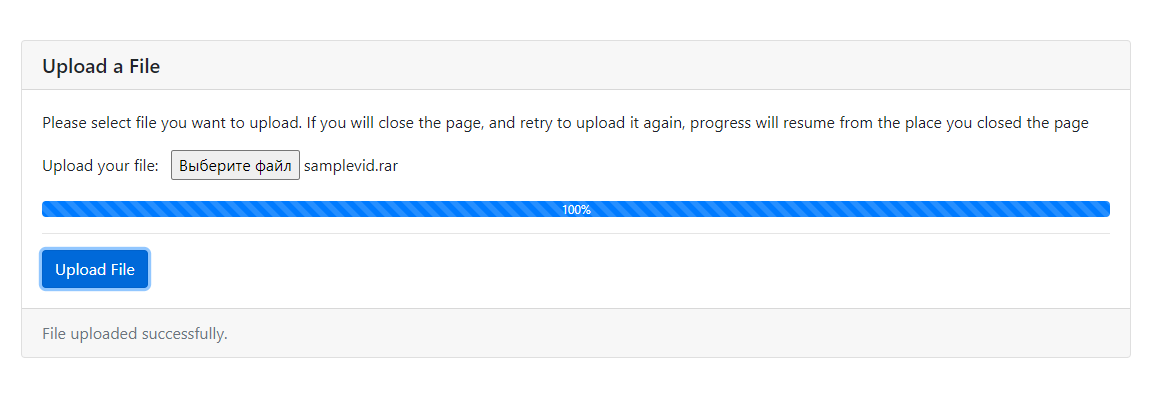 Upload a File
Please select file you want to upload. If you will close the page, and retry to upload it again, progress will resume from the place you closed the page
Upload your file: Выберите файл samplevid.rar
100%
Upload File
File uploaded successfully.